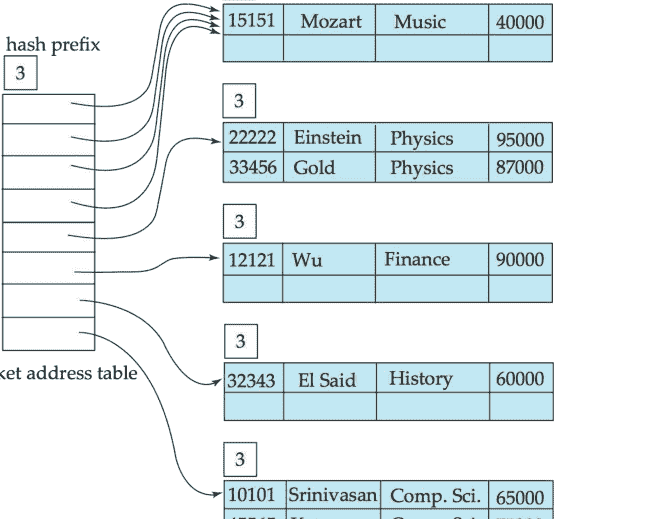 15151 Mozart Music 40000
hash prefix
3
3
22222 Einstein Physics 95000
33456 Gold Physics 87000
3
12121 Wu Finance 90000
3
32343 El Said History 60000
ket address table
3
10101 Srinivasan Comp. Sci. 65000